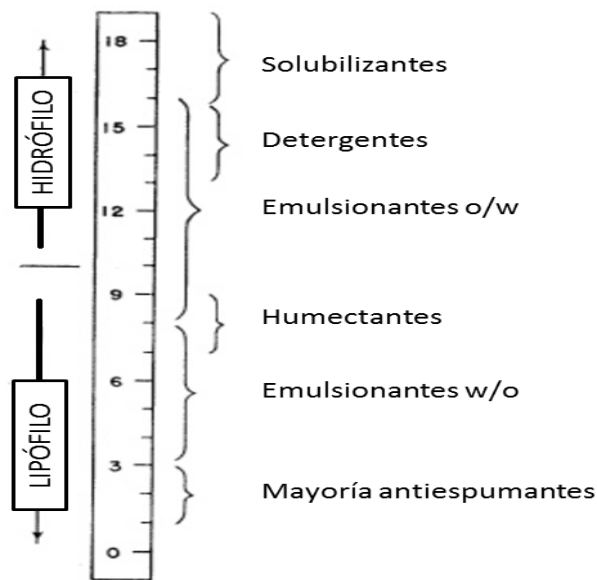 HIDRÓFILO
LIPÓFILO
18
15
12
9
6
3
0
Solubilizantes
Detergentes
Emulsionantes o/w
Humectantes
Emulsionantes w/o
Mayoría antiespumantes